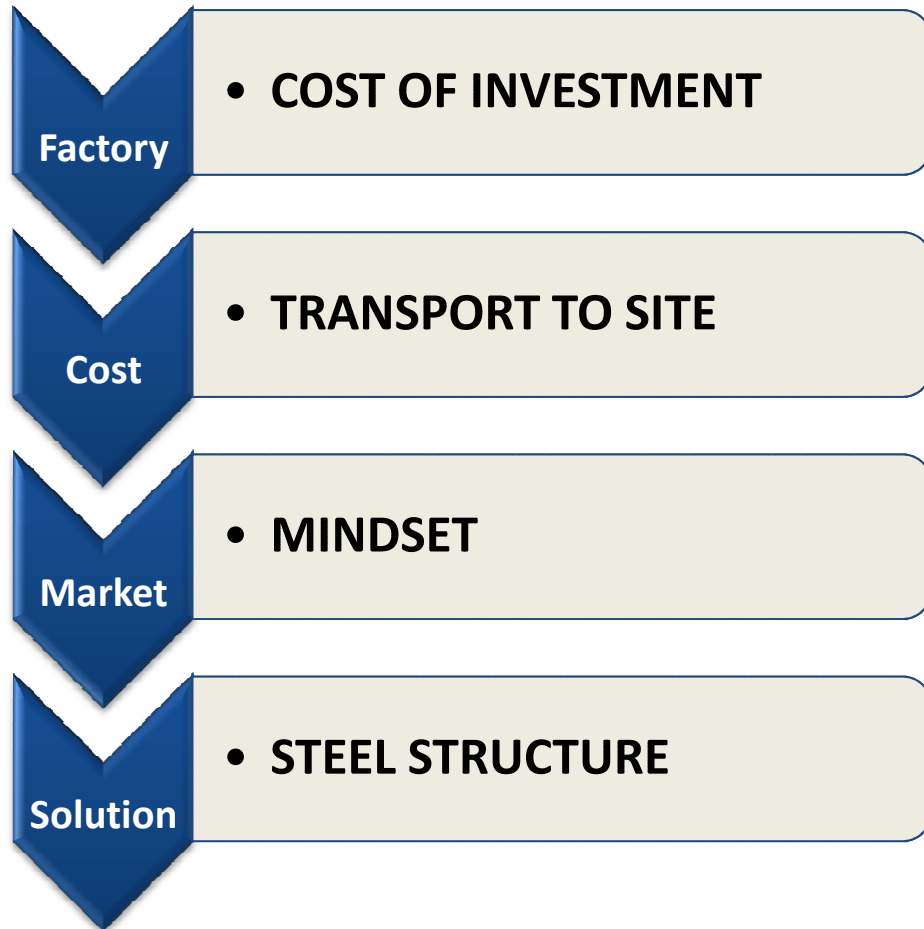 Factory
• COST OF INVESTMENT
Cost
• TRANSPORT TO SITE
Market
• MINDSET
Solution
• STEEL STRUCTURE